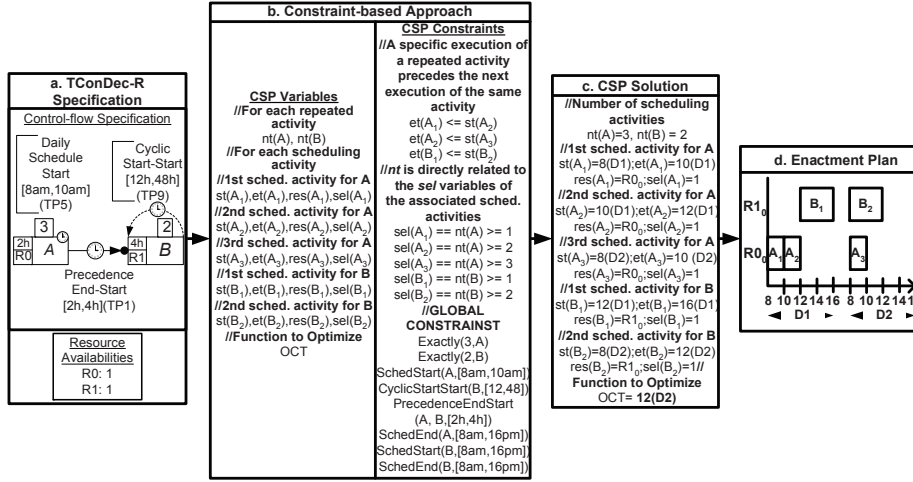 a. TConDec-R
Specification
Control-flow Specification
Daily
Schedule
Start
[8am,10am]
(TP5)
Cyclic
Start-Start
[12h,48h]
(TP9)
3
2
2h
R0
A
4h
R1
B
Precedence
End-Start
[2h,4h](TP1)
Resource
Availabilities
R0: 1
R1: 1
b. Constraint-based Approach
CSP Variables
//For each repeated
activity
nt(A), nt(B)
//For each scheduling
activity
//1st sched. activity for A
st(A1),et(A1),res(A1),sel(A1)
//2nd sched. activity for A
st(A2),et(A2),res(A2),sel(A2)
//3rd sched. activity for A
st(A3),et(A3),res(A3),sel(A3)
//1st sched. activity for B
st(B1),et(B1),res(B1),sel(B1)
//2nd sched. activity for B
st(B2),et(B2),res(B2),sel(B2)
//Function to Optimize
OCT
CSP Constraints
//A specific execution of
a repeated activity
precedes the next
execution of the same
activity
et(A1) <= st(A2)
et(A2) <= st(A3)
et(B1) <= st(B2)
//nt is directly related to
the sel variables of
the associated sched.
activities
sel(A1) == nt(A) >= 1
sel(A2) == nt(A) >= 2
sel(A3) == nt(A) >= 3
sel(B1) == nt(B) >= 1
sel(B2) == nt(B) >= 2
//GLOBAL
CONSTRAINST
Exactly(3,A)
Exactly(2,B)
SchedStart(A,[8am,10am])
CyclicStartStart(B,[12,48])
PrecedenceEndStart
(A, B,[2h,4h])
SchedEnd(A,[8am,16pm])
SchedStart(B,[8am,16pm])
SchedEnd(B,[8am,16pm])
c. CSP Solution
//Number of scheduling
activities
nt(A)=3, nt(B) = 2
//1st sched. activity for A
st(A1)=8(D1);et(A1)=10(D1)
res(A1)=R00;sel(A1)=1
//2nd sched. activity for A
st(A2)=10(D1);et(A2)=12(D1)
res(A2)=R00;sel(A2)=1
//3rd sched. activity for A
st(A3)=8(D2);et(A3)=10 (D2)
res(A3)=R00;sel(A3)=1
//1st sched. activity for B
st(B1)=12(D1);et(B1)=16(D1)
res(B1)=R10;sel(B1)=1
//2nd sched. activity for B
st(B2)=8(D2);et(B2)=12(D2)
res(B2)=R10;sel(B2)=1//
Function to Optimize
OCT= 12(D2)
d. Enactment Plan
R10
B1
B2
R00
A1
A2
A3
8 10 12 14 16 8 10 12 14
D1 D2